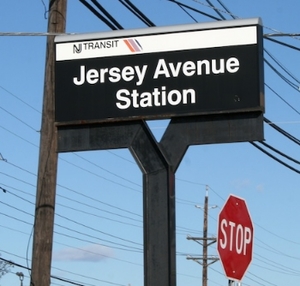 NJ TRANSIT
Jersey Avenue
Station
STOP